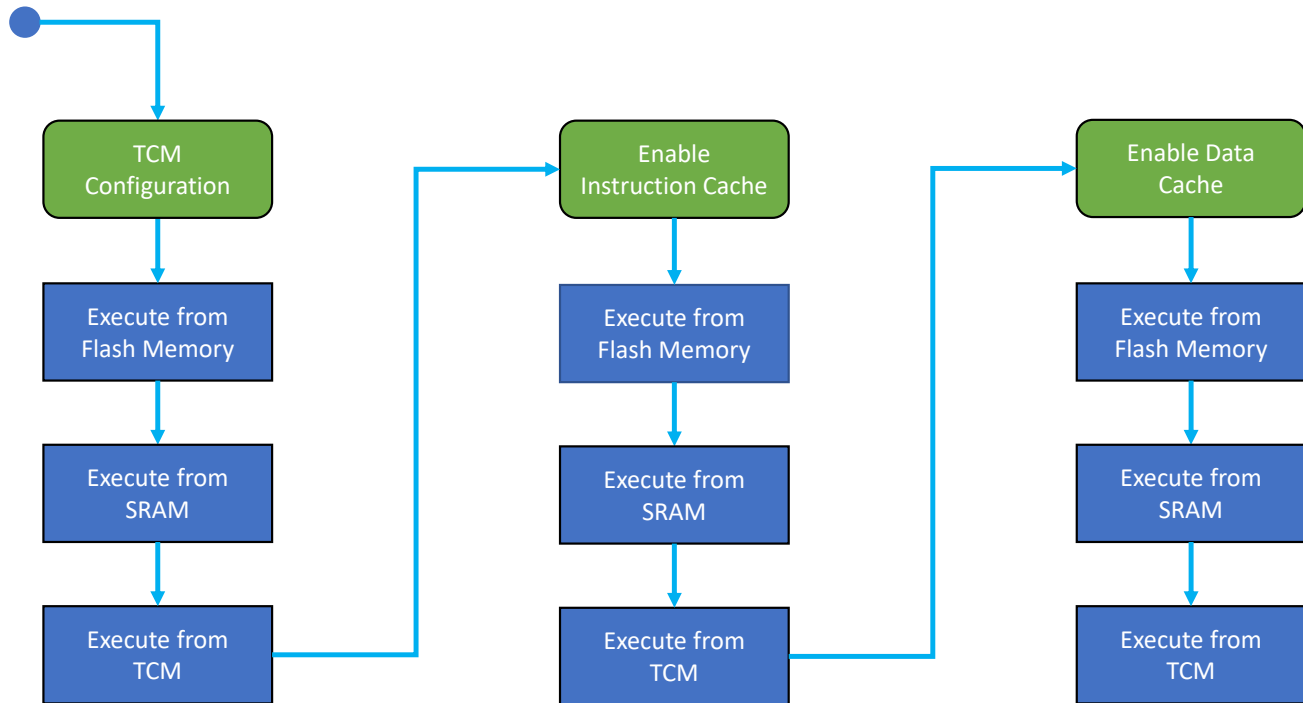 TCM
Configuration
Execute from
Flash Memory
Execute from
SRAM
Execute from
TCM
Enable
Instruction Cache
Execute from
Flash Memory
Execute from
SRAM
Execute from
TCM
Enable Data
Cache
Execute from
Flash Memory
Execute from
SRAM
Execute from
TCM